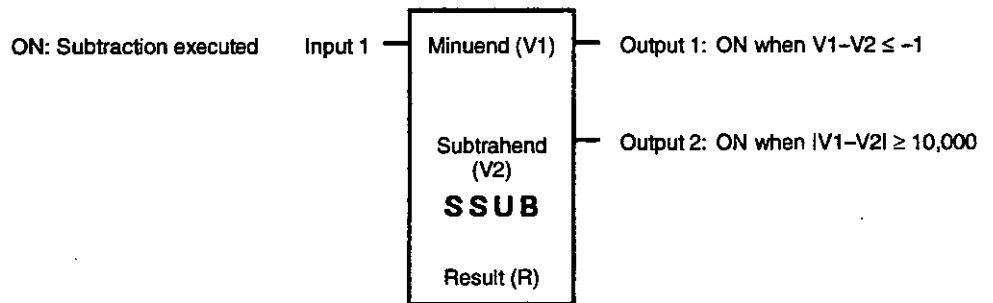 ON: Subtraction executed Input 1 Minuend (V1) Output 1: ON when V1–V2 ≤ –1
Subtrahend Output 2: ON when |V1–V2| ≥ 10,000
(V2)
SSUB
Result (R)